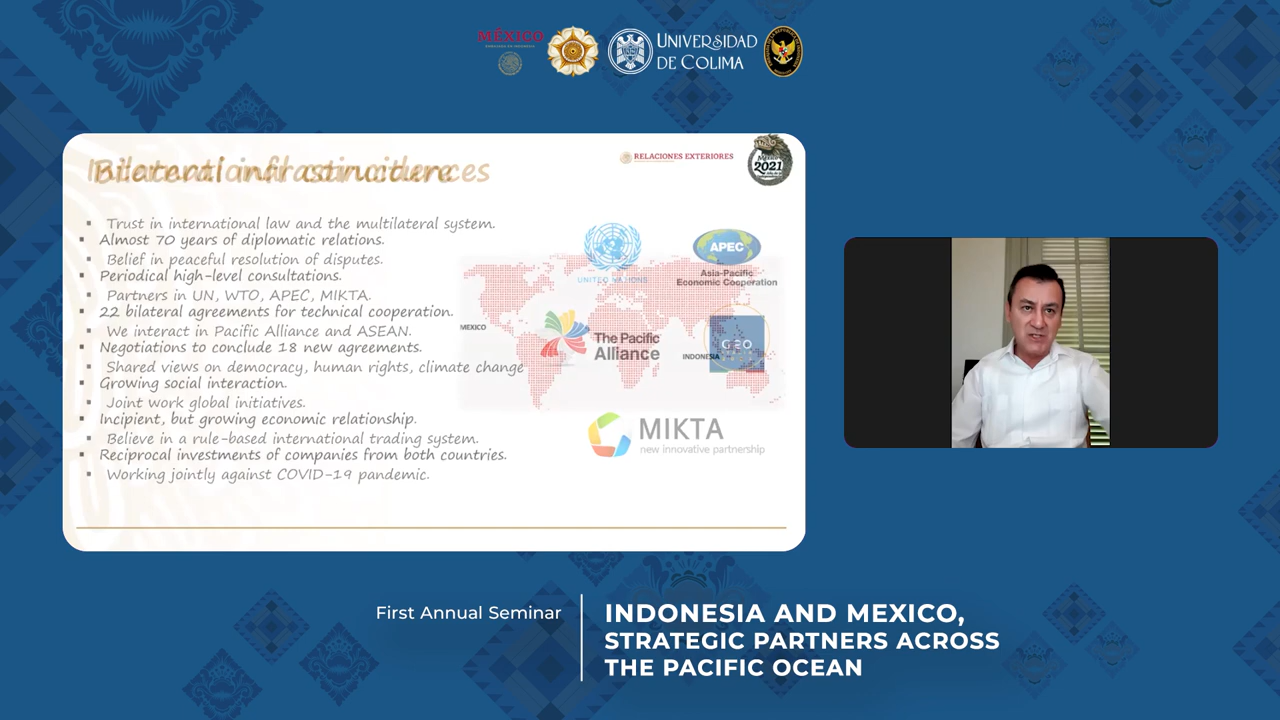 MÉXICO
UNIVERSIDAD
DE COLIMA
Bilateral infrastructure
International coincidences
RELACIONES EXTERIORES
México
2021
▪ Trust in international law and the multilateral system.
▪ Almost 70 years of diplomatic relations.
▪ Belief in peaceful resolution of disputes.
▪ Periodical high-level consultations.
▪ Partners in UN, WTO, APEC, MIKTA.
▪ 22 bilateral agreements for technical cooperation.
▪ We interact in Pacific Alliance and ASEAN.
▪ Negotiations to conclude 18 new agreements.
▪ Shared views on democracy, human rights, climate change
▪ Growing social interaction.
▪ Joint work global initiatives.
▪ Incipient, but growing economic relationship.
▪ Believe in a rule-based international trading system.
▪ Reciprocal investments of companies from both countries.
▪ Working jointly against COVID-19 pandemic.
UNITED NATIONS
APEC
Asia-Pacific
Economic Cooperation
MEXICO
The Pacific
Alliance
G20
INDONESIA
MIKTA
new innovative partnership
First Annual Seminar
INDONESIA AND MEXICO,
STRATEGIC PARTNERS ACROSS
THE PACIFIC OCEAN